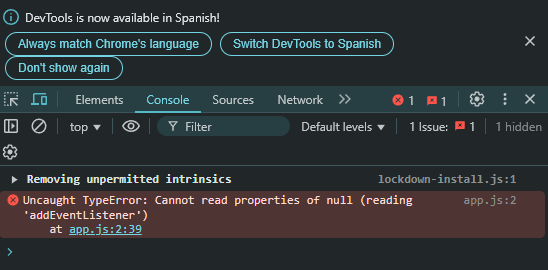 DevTools is now available in Spanish!
Always match Chrome's language
Switch DevTools to Spanish
Don't show again
Elements Console Sources Network 1 1
top Filter Default levels 1 Issue: 1 1 hidden
Removing unpermitted intrinsics lockdown-install.js:1
Uncaught TypeError: Cannot read properties of null (reading app.js:2
'addEventListener')
at app.js:2:39